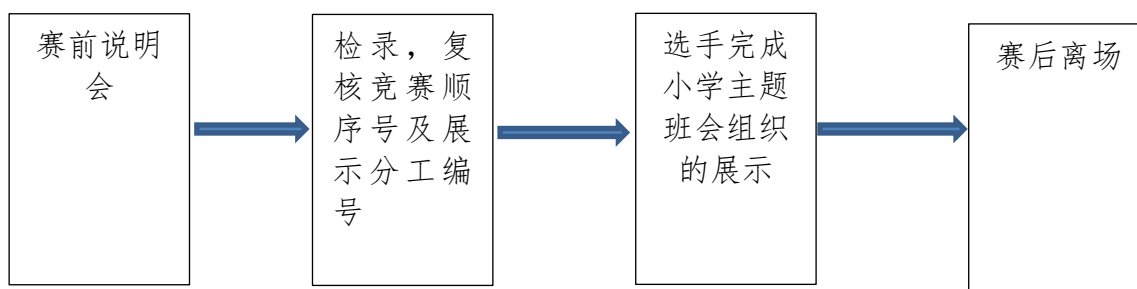 赛前说明
会
检录，复
核竞赛顺
序号及展
示分工编
号
选手完成
小学主题
班会组织
的展示
赛后离场